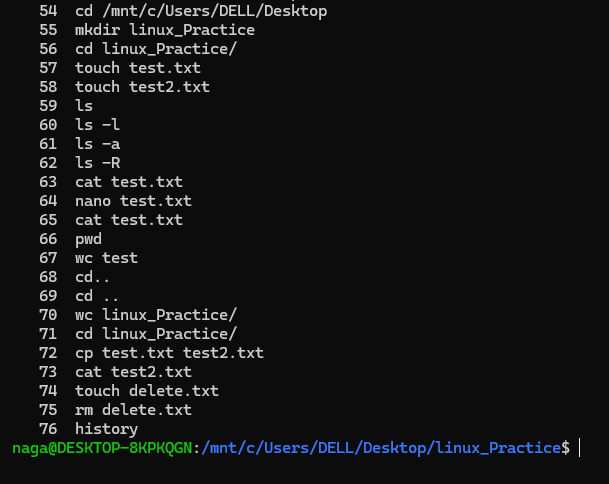 54 cd /mnt/c/Users/DELL/Desktop
55 mkdir linux_Practice
56 cd linux_Practice/
57 touch test.txt
58 touch test2.txt
59 ls
60 ls -l
61 ls -a
62 ls -R
63 cat test.txt
64 nano test.txt
65 cat test.txt
66 pwd
67 wc test
68 cd..
69 cd ..
70 wc linux_Practice/
71 cd linux_Practice/
72 cp test.txt test2.txt
73 cat test2.txt
74 touch delete.txt
75 rm delete.txt
76 history
naga@DESKTOP-8KPKQGN:/mnt/c/Users/DELL/Desktop/linux_Practice$